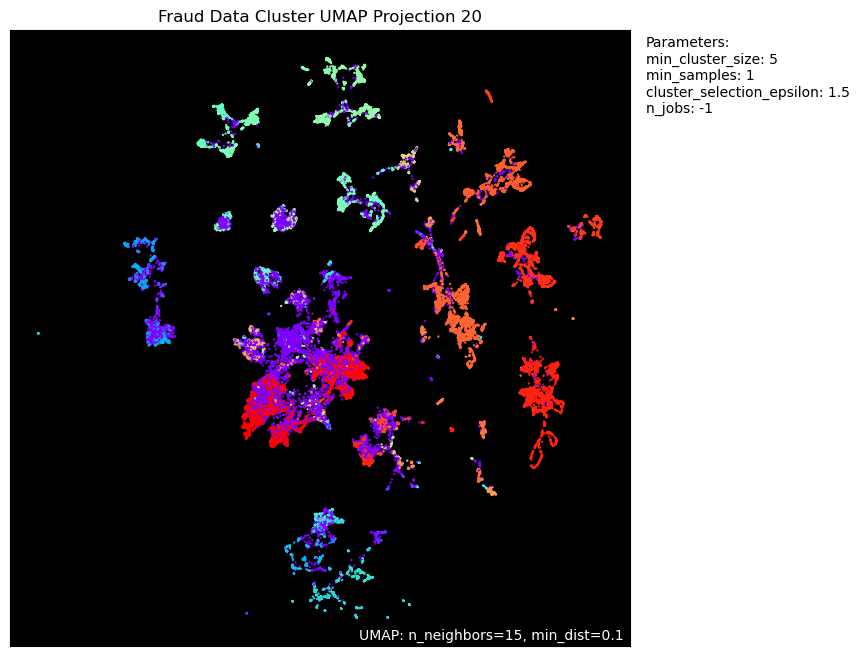 Fraud Data Cluster UMAP Projection 20
Parameters:
min_cluster_size: 5
min_samples: 1
cluster_selection_epsilon: 1.5
n_jobs: -1
UMAP: n_neighbors=15, min_dist=0.1